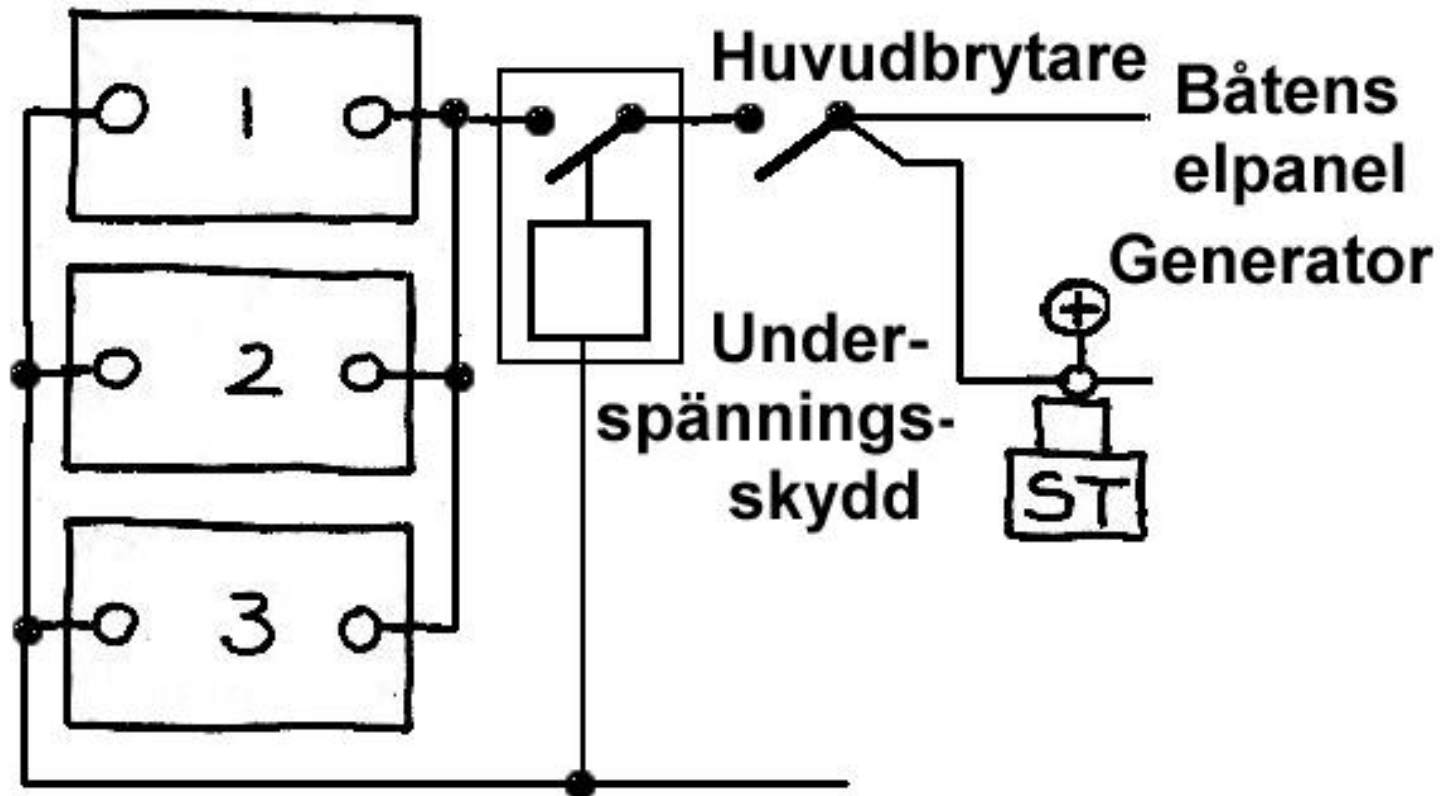 1
2
3
Huvudbrytare
Båtens
elpanel
Generator
+
Under-
spännings-
skydd
ST